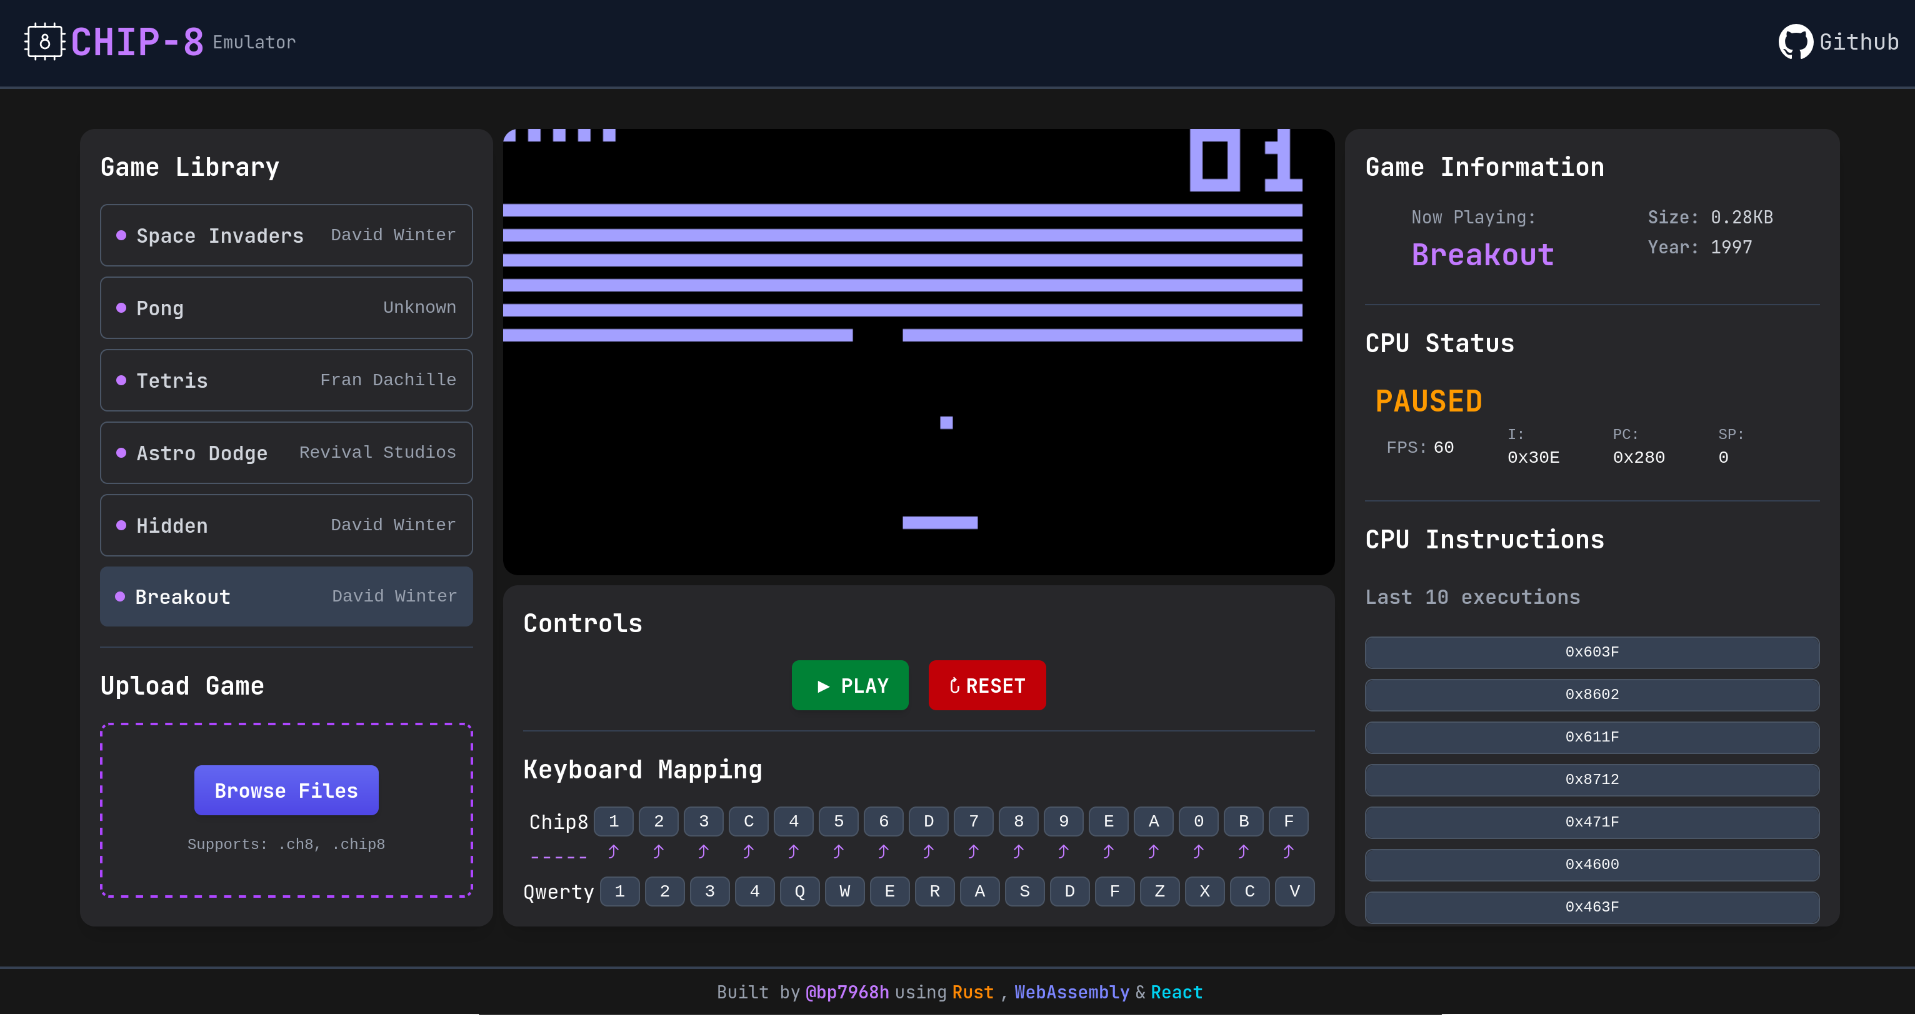 8 CHIP-8 Emulator
Github
Game Library
Space Invaders David Winter
Pong Unknown
Tetris Fran Dachille
Astro Dodge Revival Studios
Hidden David Winter
Breakout David Winter
Upload Game
Browse Files
Supports: .ch8, .chip8
01
Controls
▶ PLAY
RESET
Keyboard Mapping
Chip8 1 2 3 C 4 5 6 D 7 8 9 E A 0 B F
----- ⤴ ⤴ ⤴ ⤴ ⤴ ⤴ ⤴ ⤴ ⤴ ⤴ ⤴ ⤴ ⤴ ⤴ ⤴ ⤴
Qwerty 1 2 3 4 Q W E R A S D F Z X C V
Game Information
Now Playing:
Breakout
Size: 0.28KB
Year: 1997
CPU Status
PAUSED
FPS: 60
I:
0x30E
PC:
0x280
SP:
0
CPU Instructions
Last 10 executions
0x603F
0x8602
0x611F
0x8712
0x471F
0x4600
0x463F
Built by @bp7968h using Rust , WebAssembly & React